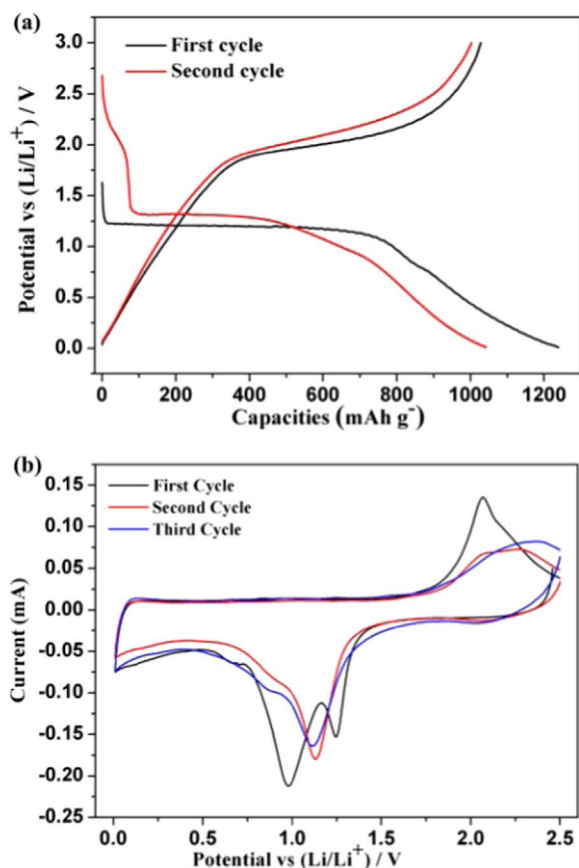 (a)
3.0
2.5
2.0
1.5
1.0
0.5
0.0
Potential vs (Li/Li⁺) / V
First cycle
Second cycle
0 200 400 600 800 1000 1200
Capacities (mAh g⁻)
(b)
0.15
0.10
0.05
0.00
-0.05
-0.10
-0.15
-0.20
-0.25
Current (mA)
First Cycle
Second Cycle
Third Cycle
0.0 0.5 1.0 1.5 2.0 2.5
Potential vs (Li/Li⁺) / V